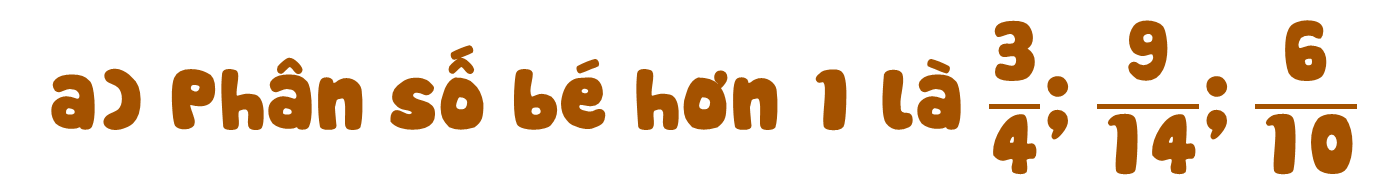 a) Phân số bé hơn 1 là 3/4; 9/14; 6/10